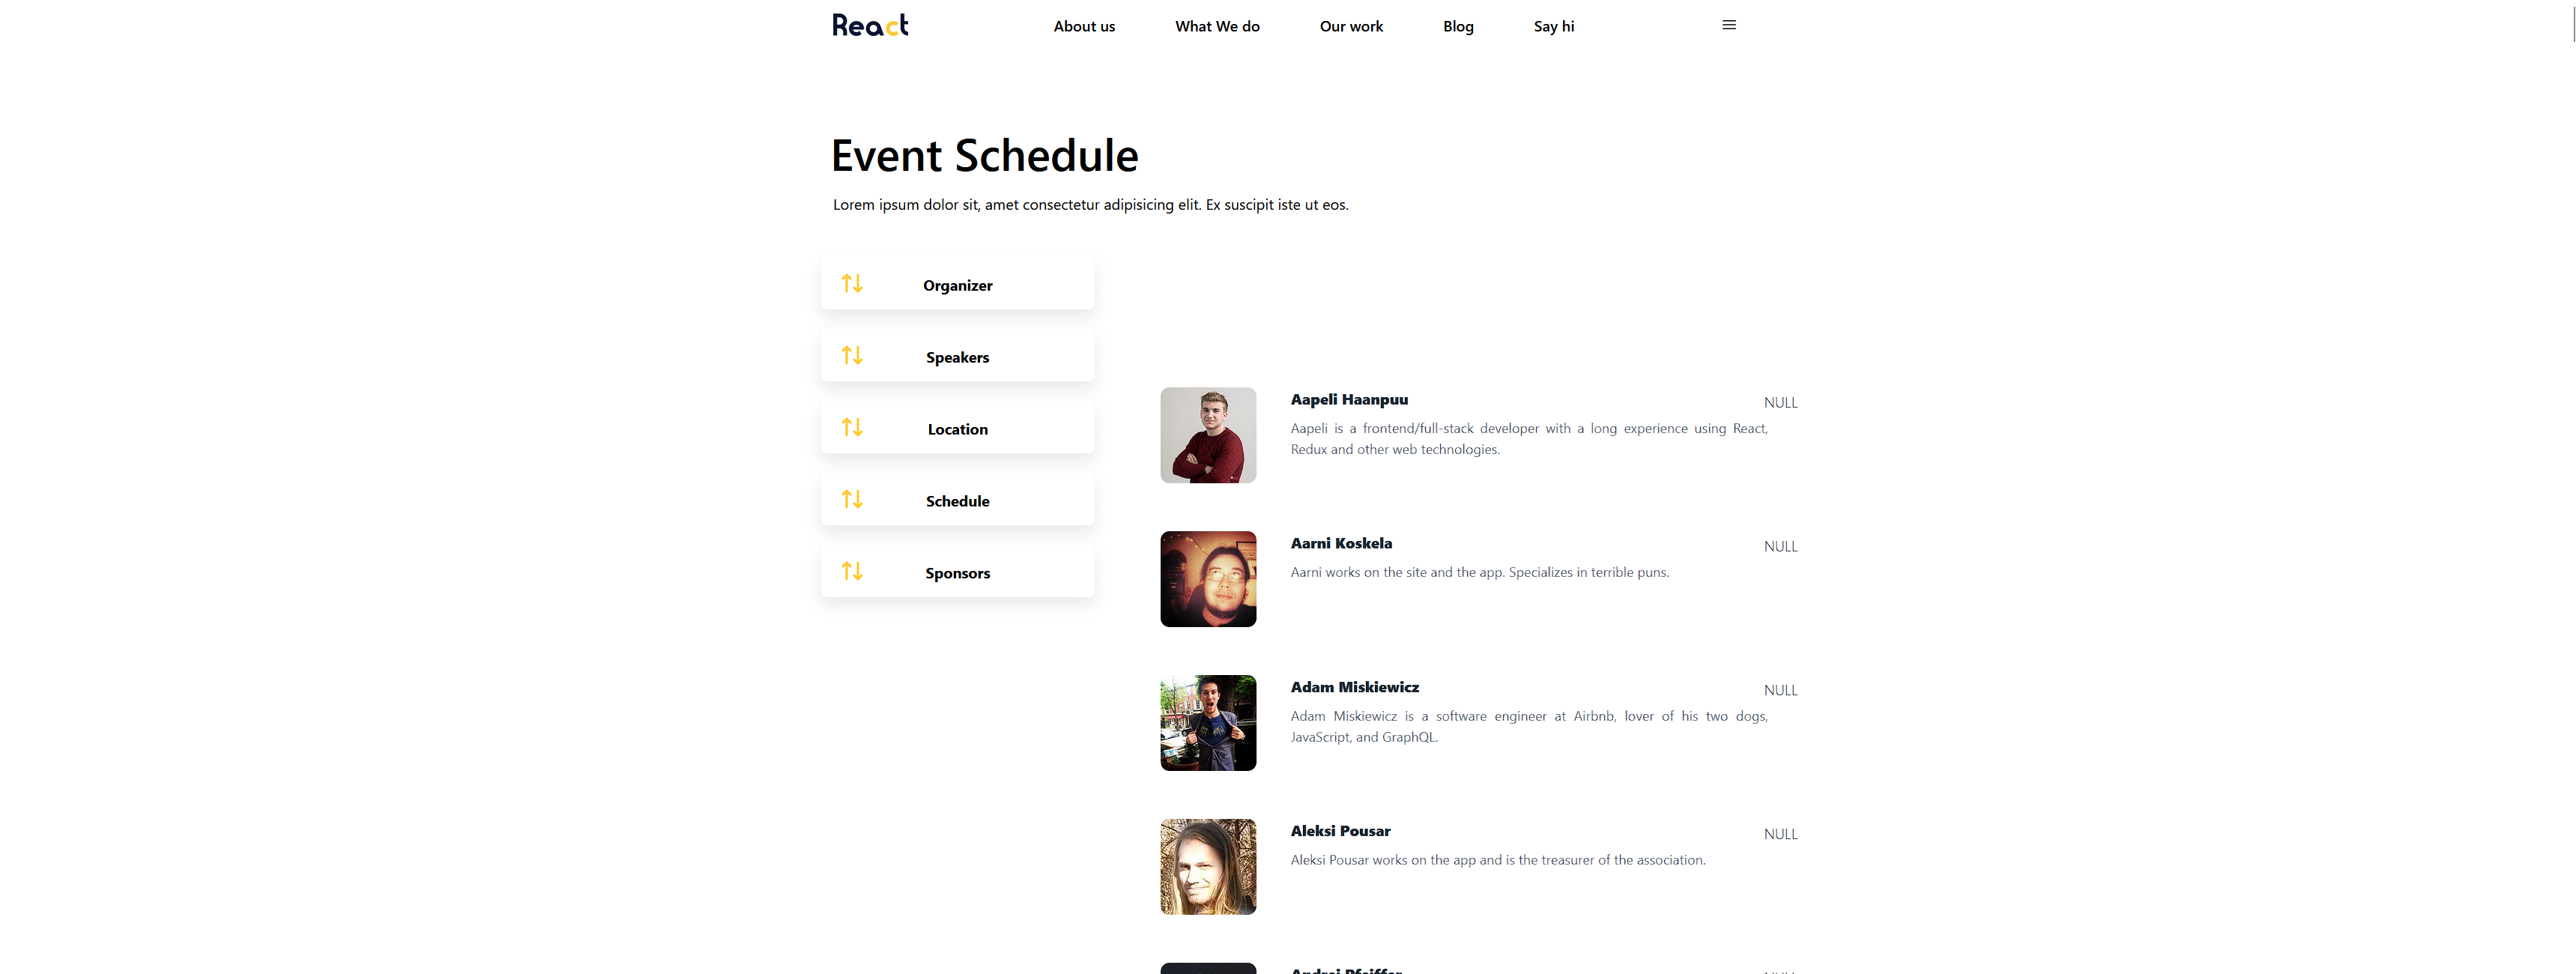 React
About us
What We do
Our work
Blog
Say hi
Event Schedule
Lorem ipsum dolor sit, amet consectetur adipisicing elit. Ex suscipit iste ut eos.
Organizer
Speakers
Location
Schedule
Sponsors
Aapeli Haanpuu
NULL
Aapeli is a frontend/full-stack developer with a long experience using React,
Redux and other web technologies.
Aarni Koskela
NULL
Aarni works on the site and the app. Specializes in terrible puns.
Adam Miskiewicz
NULL
Adam Miskiewicz is a software engineer at Airbnb, lover of his two dogs,
JavaScript, and GraphQL.
Aleksi Pousar
NULL
Aleksi Pousar works on the app and is the treasurer of the association.
Andrei Pfeiffer
NULL